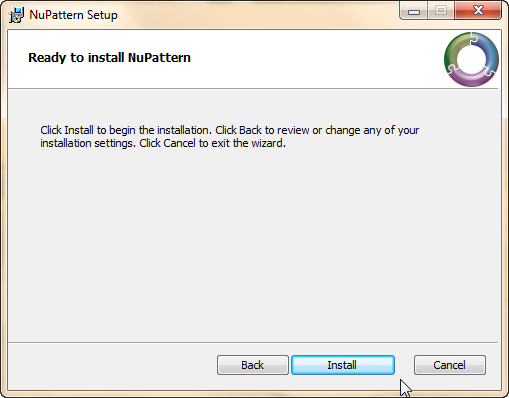 NuPattern Setup
Ready to install NuPattern
Click Install to begin the installation. Click Back to review or change any of your
installation settings. Click Cancel to exit the wizard.
Back
Install
Cancel